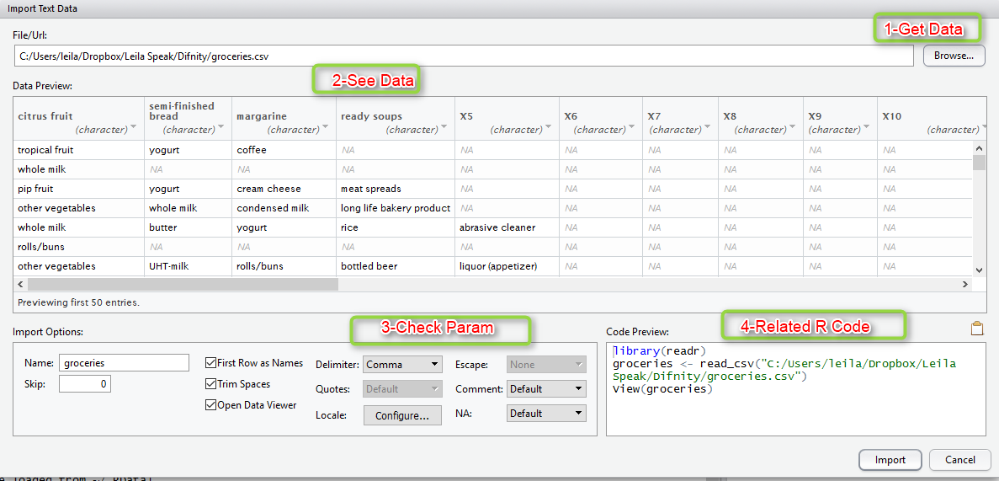 Import Text Data
File/Url:
1-Get Data
C:/Users/leila/Dropbox/Leila Speak/Difnity/groceries.csv
Browse...
2-See Data
Data Preview:
citrus fruit semi-finished bread margarine ready soups X5 X6 X7 X8 X9 X10
(character) (character) (character) (character) (character) (character) (character) (character) (character) (character)
tropical fruit yogurt coffee NA NA NA NA NA NA NA
whole milk NA NA NA NA NA NA NA NA NA
pip fruit yogurt cream cheese meat spreads NA NA NA NA NA NA
other vegetables whole milk condensed milk long life bakery product NA NA NA NA NA NA
whole milk butter yogurt rice abrasive cleaner NA NA NA NA NA
rolls/buns NA NA NA NA NA NA NA NA NA
other vegetables UHT-milk rolls/buns bottled beer liquor (appetizer) NA NA NA NA NA
Previewing first 50 entries.
Import Options:
3-Check Param
Name: groceries
Skip: 0
First Row as Names
Trim Spaces
Open Data Viewer
Delimiter: Comma
Quotes: Default
Locale: Configure...
Escape: None
Comment: Default
NA: Default
Code Preview:
4-Related R Code
library(readr)
groceries <- read_csv("C:/Users/leila/Dropbox/Leila
Speak/Difnity/groceries.csv")
View(groceries)
Import
Cancel